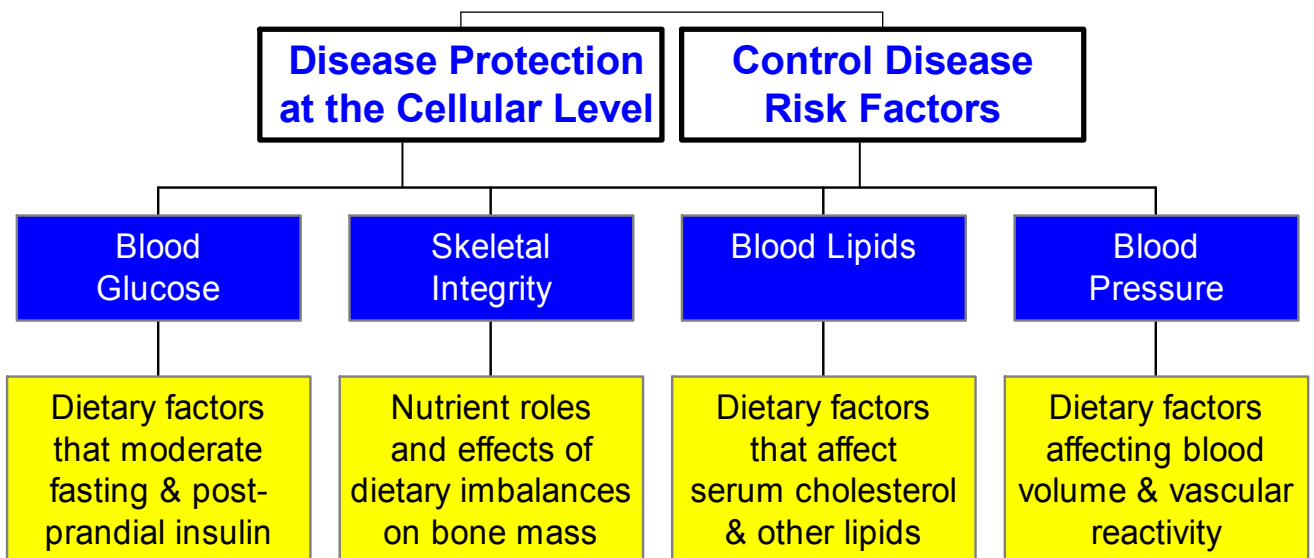 Disease Protection
at the Cellular Level
Control Disease
Risk Factors
Blood
Glucose
Skeletal
Integrity
Blood Lipids
Blood
Pressure
Dietary factors
that moderate
fasting & post-
prandial insulin
Nutrient roles
and effects of
dietary imbalances
on bone mass
Dietary factors
that affect
serum cholesterol
& other lipids
Dietary factors
affecting blood
volume & vascular
reactivity